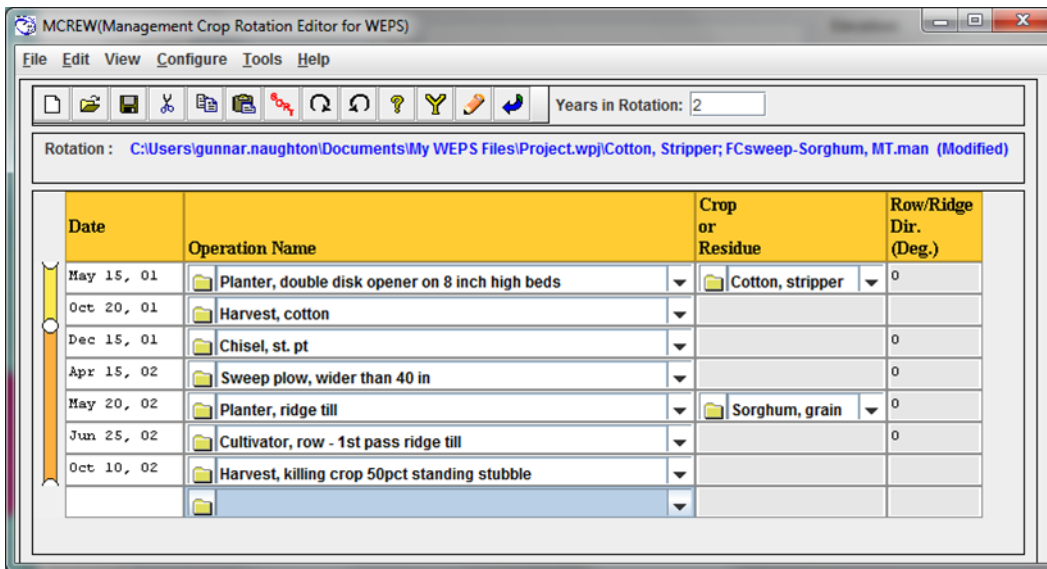 MCREW(Management Crop Rotation Editor for WEPS)
File Edit View Configure Tools Help
SORT ? Y Years in Rotation: 2
Rotation : C:\Users\gunnar.naughton\Documents\My WEPS Files\Project.wpj\Cotton, Stripper; FCsweep-Sorghum, MT.man (Modified)
Date Operation Name Crop or Residue Row/Ridge Dir. (Deg.)
May 15, 01 Planter, double disk opener on 8 inch high beds Cotton, stripper 0
Oct 20, 01 Harvest, cotton
Dec 15, 01 Chisel, st. pt 0
Apr 15, 02 Sweep plow, wider than 40 in 0
May 20, 02 Planter, ridge till Sorghum, grain 0
Jun 25, 02 Cultivator, row - 1st pass ridge till 0
Oct 10, 02 Harvest, killing crop 50pct standing stubble